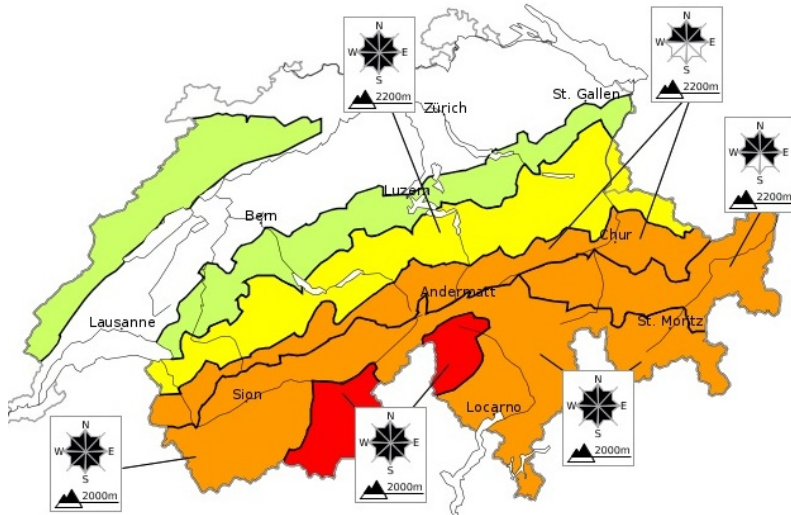 N
W E
S
2200m
N
W E
S
2200m
St. Gallen
Zürich
N
W E
S
2200m
Luzern
Bern
Chur
Andermatt
Lausanne
St. Moritz
Sion
Locarno
N
W E
S
2000m
N
W E
S
2000m
N
W E
S
2000m